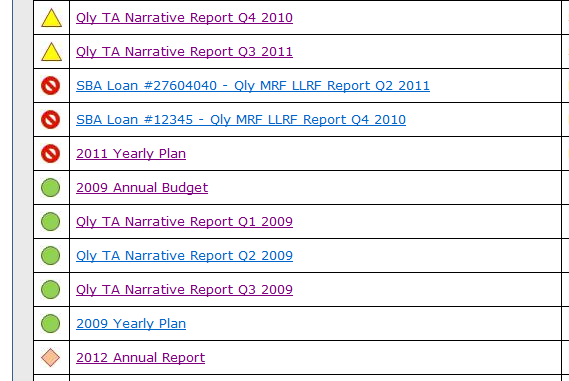 Qly TA Narrative Report Q4 2010
Qly TA Narrative Report Q3 2011
SBA Loan #27604040 - Qly MRF LLRF Report Q2 2011
SBA Loan #12345 - Qly MRF LLRF Report Q4 2010
2011 Yearly Plan
2009 Annual Budget
Qly TA Narrative Report Q1 2009
Qly TA Narrative Report Q2 2009
Qly TA Narrative Report Q3 2009
2009 Yearly Plan
2012 Annual Report